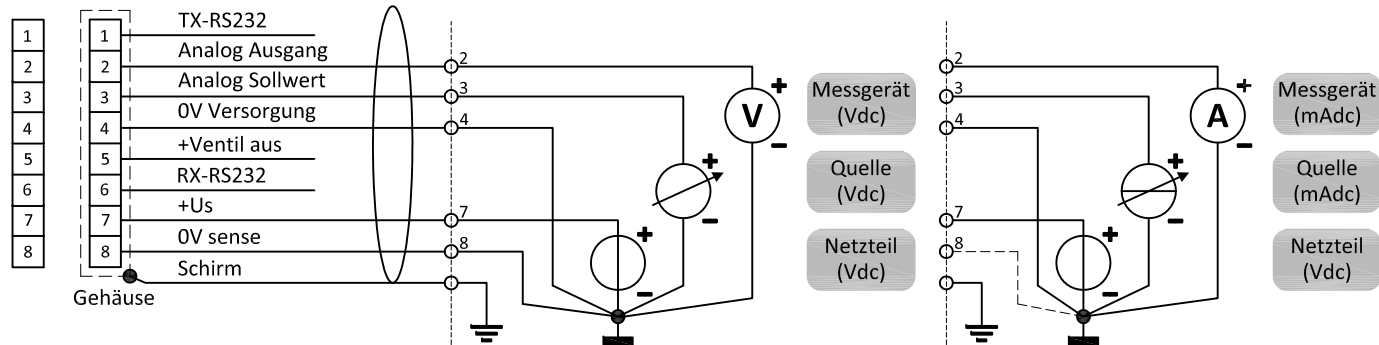 1
2
3
4
5
6
7
8
1
2
3
4
5
6
7
8
TX-RS232
Analog Ausgang
Analog Sollwert
0V Versorgung
+Ventil aus
RX-RS232
+Us
0V sense
Schirm
Gehäuse
2
3
4
7
8
V
+
−
+
−
+
−
Messgerät
(Vdc)
Quelle
(Vdc)
Netzteil
(Vdc)
2
3
4
7
8
A
+
−
+
−
+
−
Messgerät
(mAdc)
Quelle
(mAdc)
Netzteil
(Vdc)